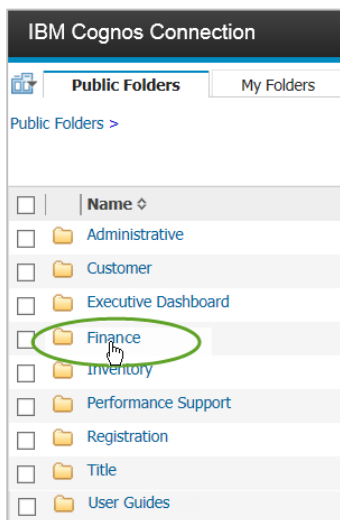 IBM Cognos Connection
Public Folders My Folders
Public Folders >
Name
Administrative
Customer
Executive Dashboard
Finance
Inventory
Performance Support
Registration
Title
User Guides